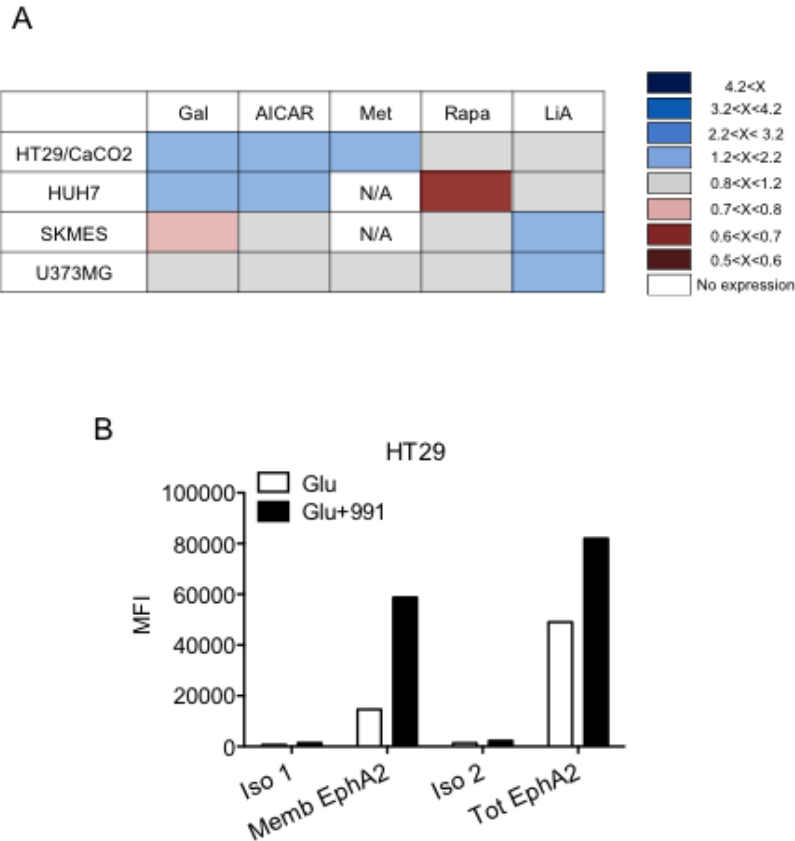 A
Gal AICAR Met Rapa LiA
HT29/CaCO2
HUH7 N/A
SKMES N/A
U373MG
4.2<X
3.2<X<4.2
2.2<X< 3.2
1.2<X<2.2
0.8<X<1.2
0.7<X<0.8
0.6<X<0.7
0.5<X<0.6
No expression
B
HT29
Glu
Glu+991
MFI
100000
80000
60000
40000
20000
0
Iso 1 Memb EphA2 Iso 2 Tot EphA2